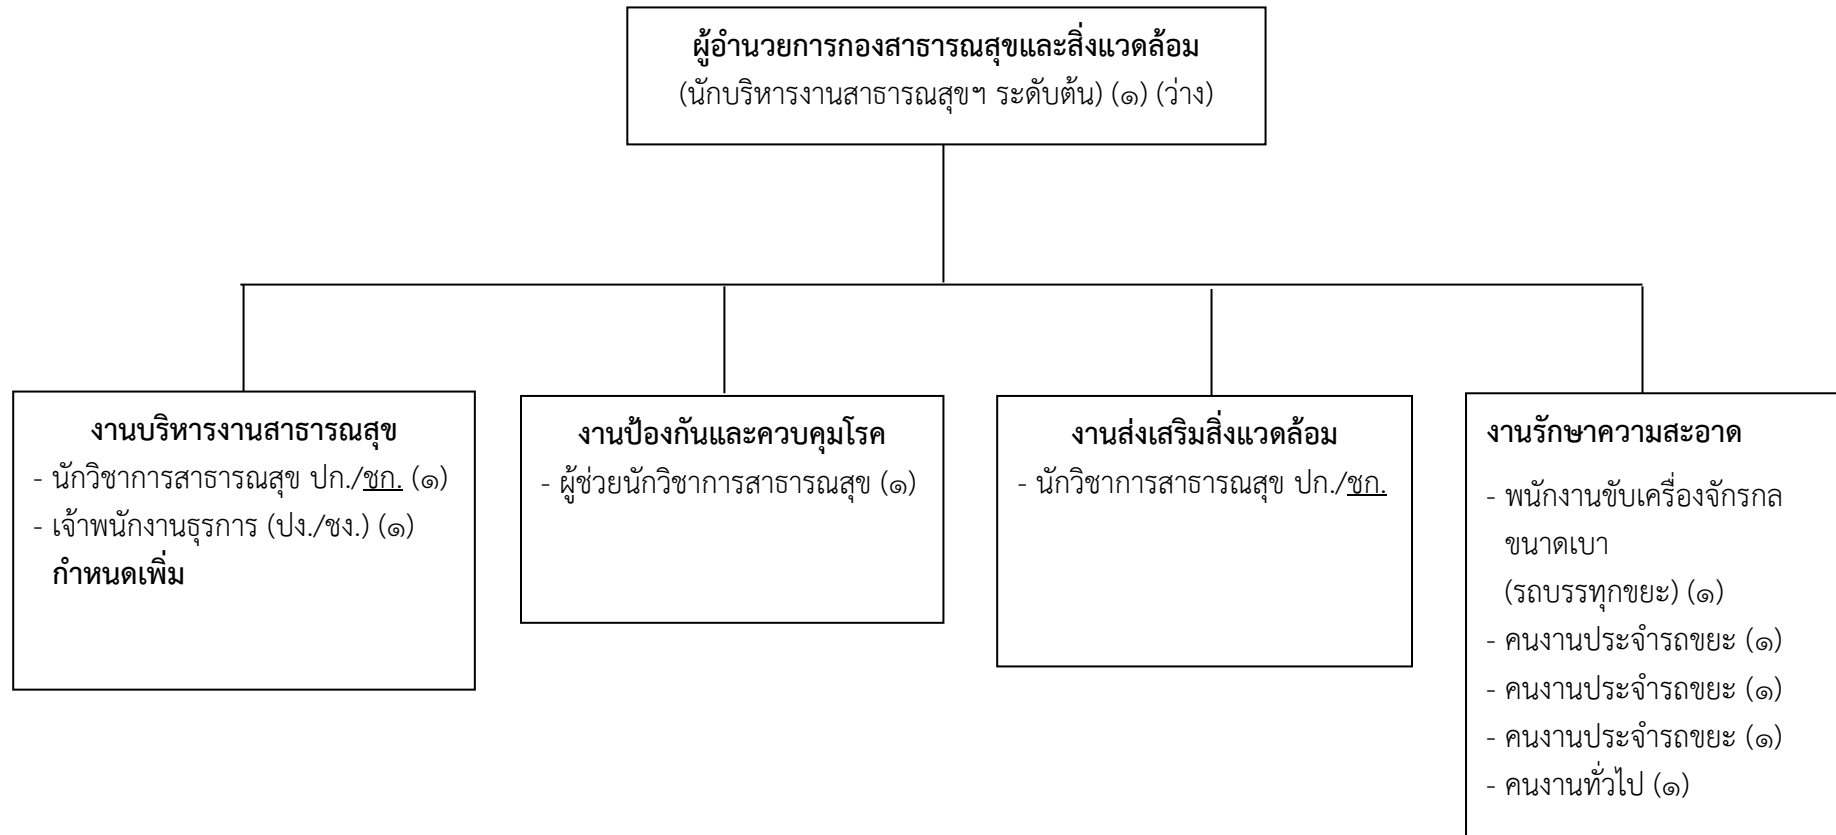 ผู้อำนวยการกองสาธารณสุขและสิ่งแวดล้อม
(นักบริหารงานสาธารณสุขฯ ระดับต้น) (๑) (ว่าง)
งานบริหารงานสาธารณสุข
- นักวิชาการสาธารณสุข ปก./ชก. (๑)
- เจ้าพนักงานธุรการ (ปง./ชง.) (๑)
กำหนดเพิ่ม
งานป้องกันและควบคุมโรค
- ผู้ช่วยนักวิชาการสาธารณสุข (๑)
งานส่งเสริมสิ่งแวดล้อม
- นักวิชาการสาธารณสุข ปก./ชก.
งานรักษาความสะอาด
- พนักงานขับเครื่องจักรกล
ขนาดเบา
(รถบรรทุกขยะ) (๑)
- คนงานประจำรถขยะ (๑)
- คนงานประจำรถขยะ (๑)
- คนงานประจำรถขยะ (๑)
- คนงานทั่วไป (๑)